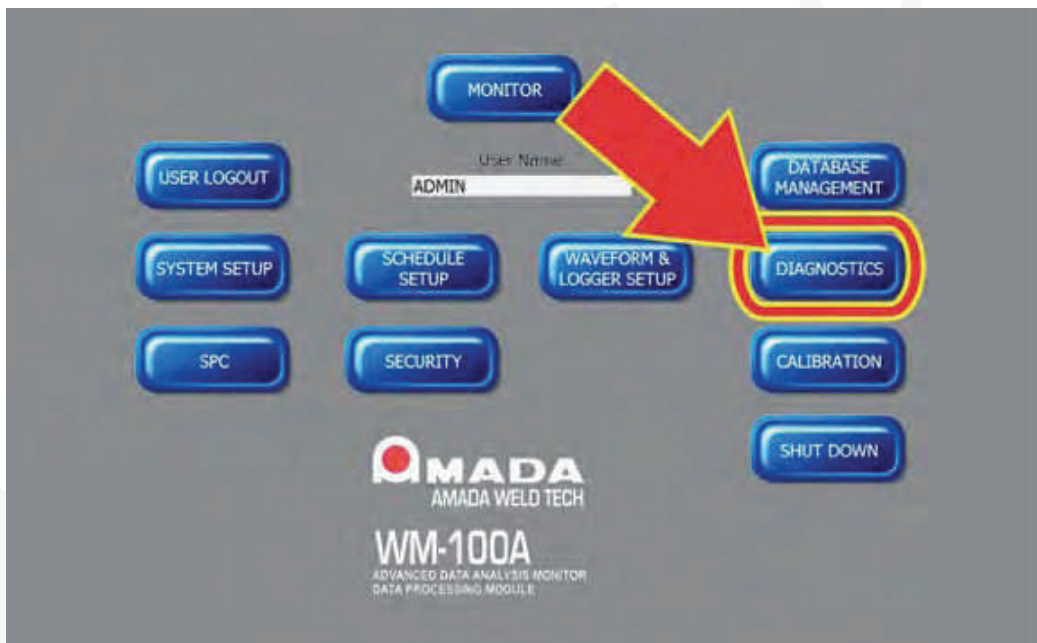 MONITOR
User Name
USER LOGOUT
ADMIN
DATABASE
MANAGEMENT
SYSTEM SETUP
SCHEDULE
SETUP
WAVEFORM &
LOGGER SETUP
DIAGNOSTICS
SPC
SECURITY
CALIBRATION
SHUT DOWN
AMADA
AMADA WELD TECH
WM-100A
ADVANCED DATA ANALYSIS MONITOR
DATA PROCESSING MODULE